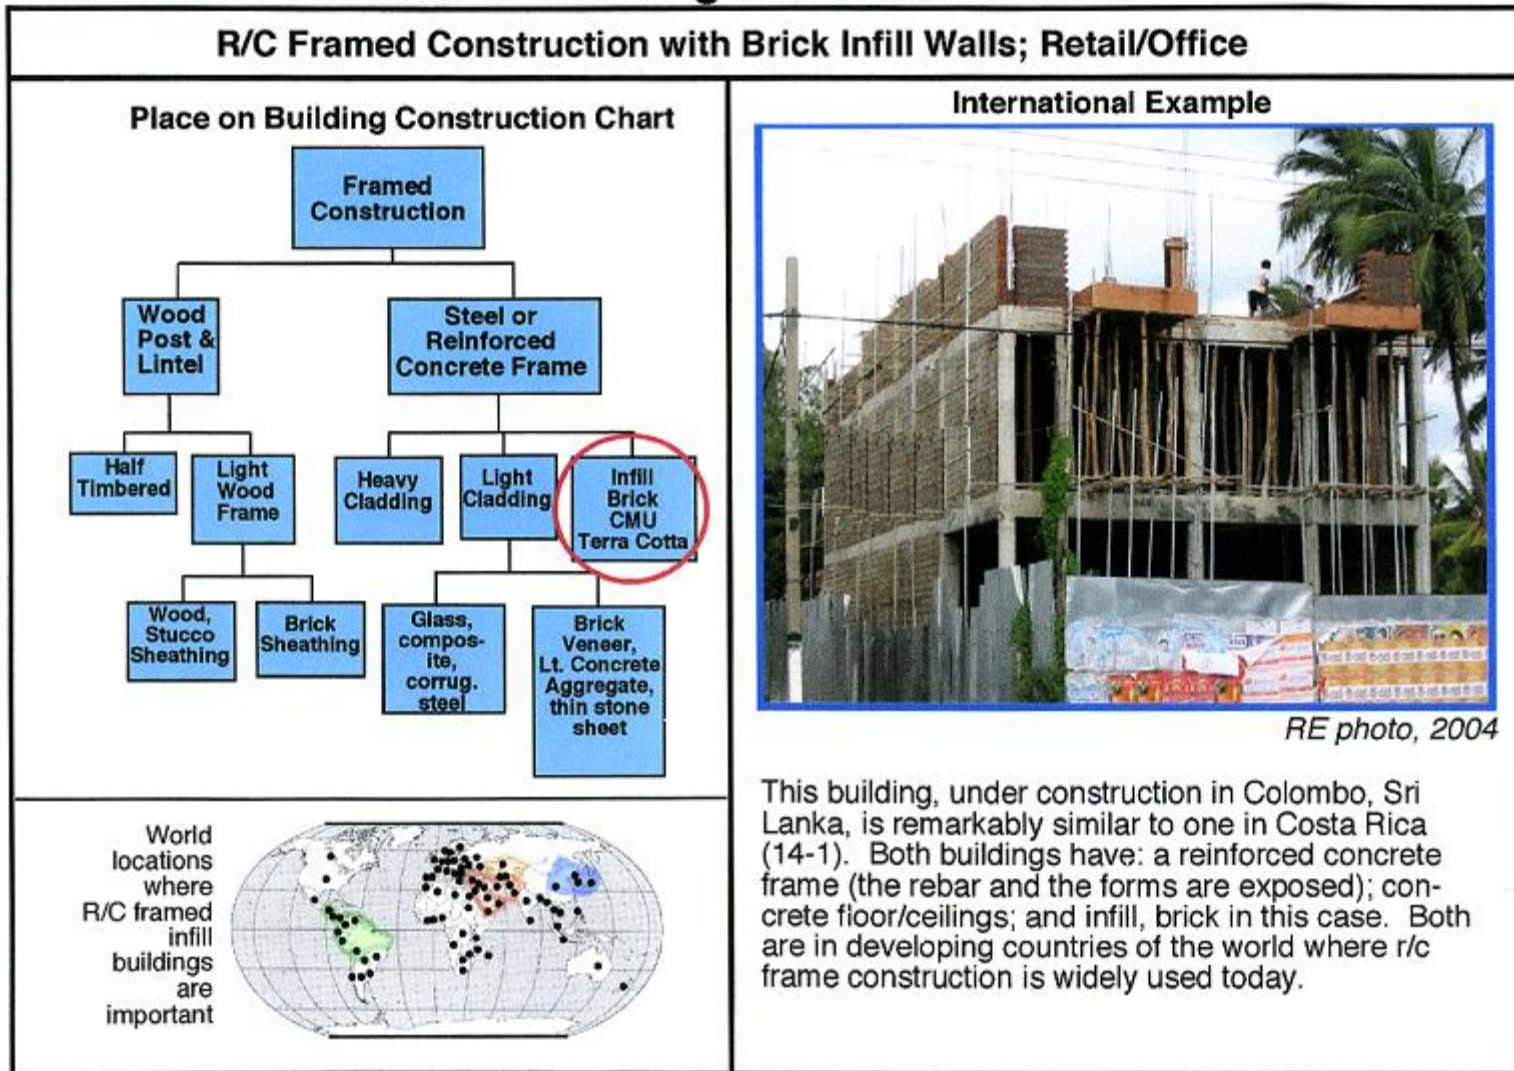 R/C Framed Construction with Brick Infill Walls; Retail/Office
Place on Building Construction Chart
Framed
Construction
Wood
Post &
Lintel
Steel or
Reinforced
Concrete Frame
Half
Timbered
Light
Wood
Frame
Heavy
Cladding
Light
Cladding
Infill
Brick
CMU
Terra Cotta
Wood,
Stucco
Sheathing
Brick
Sheathing
Glass,
compos-
ite,
corrug.
steel
Brick
Veneer,
Lt. Concrete
Aggregate,
thin stone
sheet
World
locations
where
R/C framed
infill
buildings
are
important
International Example
RE photo, 2004
This building, under construction in Colombo, Sri
Lanka, is remarkably similar to one in Costa Rica
(14-1).  Both buildings have: a reinforced concrete
frame (the rebar and the forms are exposed); con-
crete floor/ceilings; and infill, brick in this case.  Both
are in developing countries of the world where r/c
frame construction is widely used today.